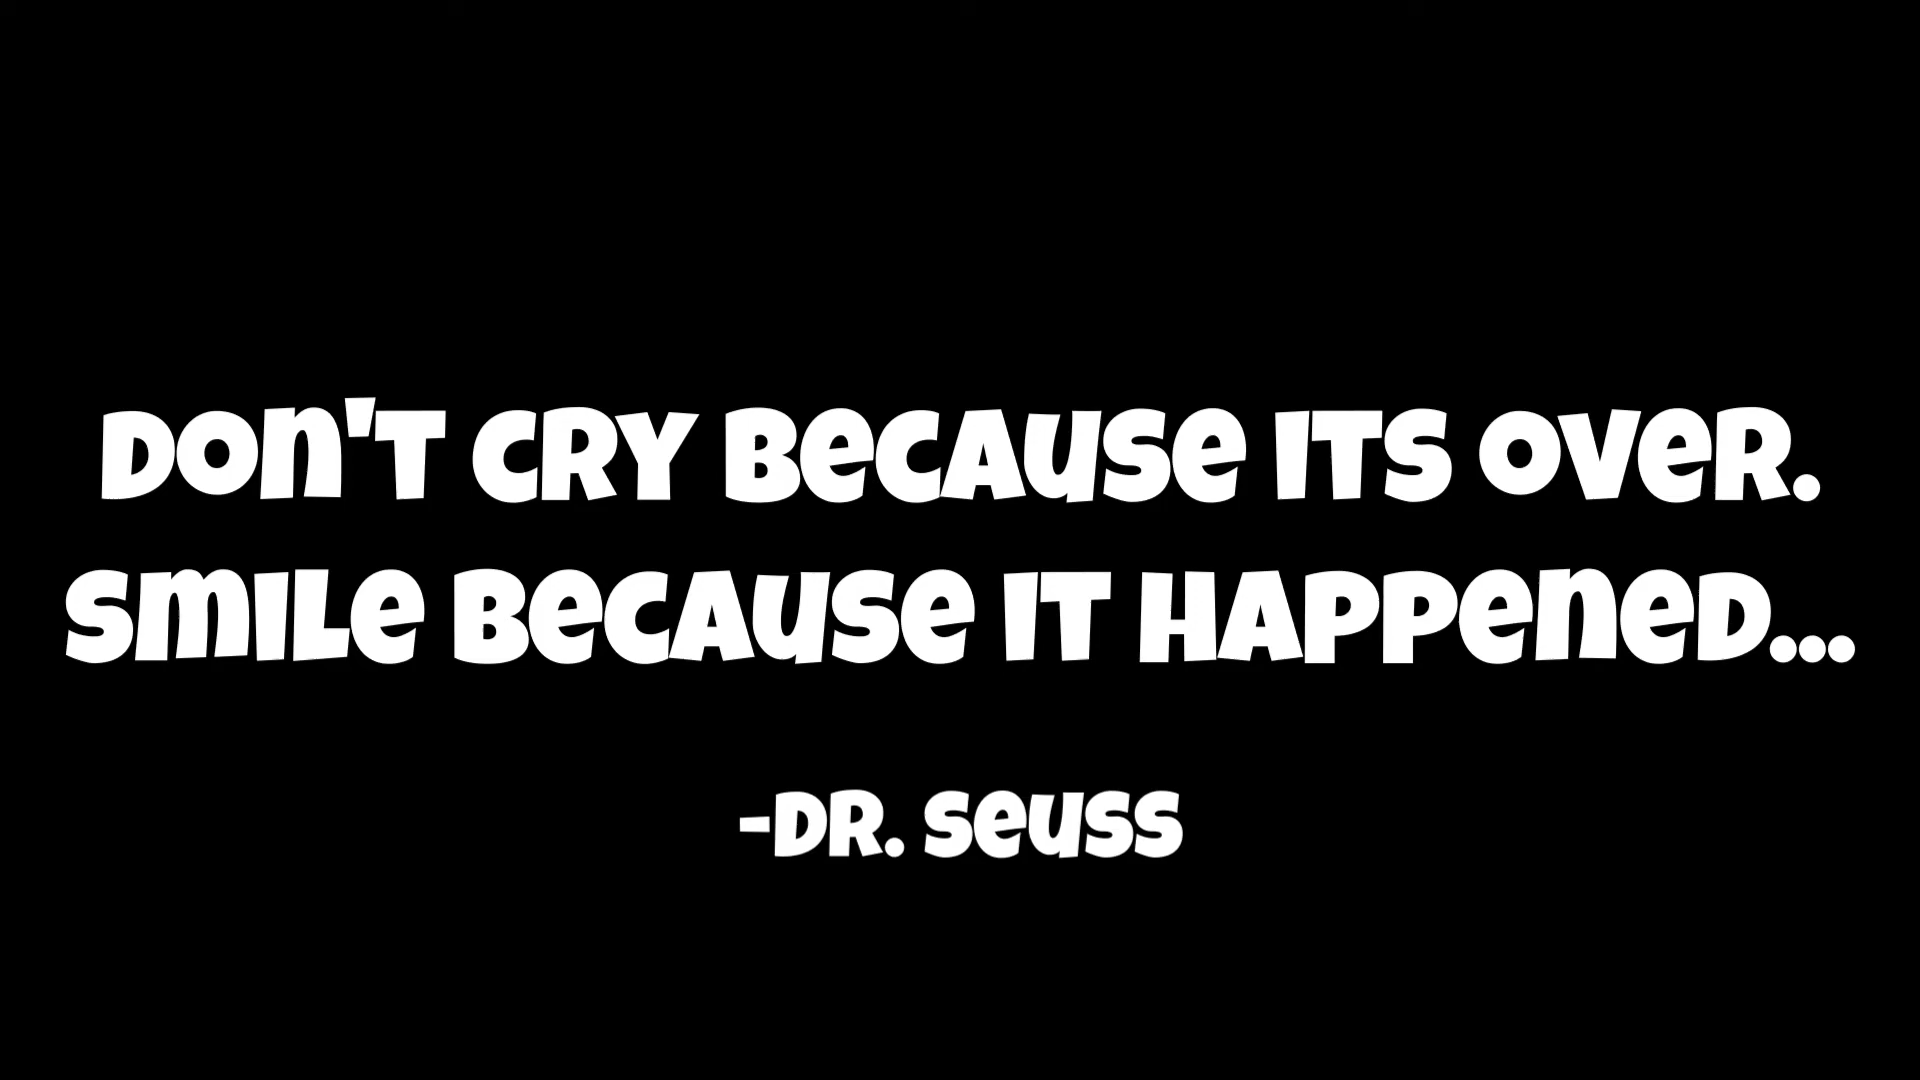 Don't cry because its over.
Smile because it happened...
-Dr. Seuss